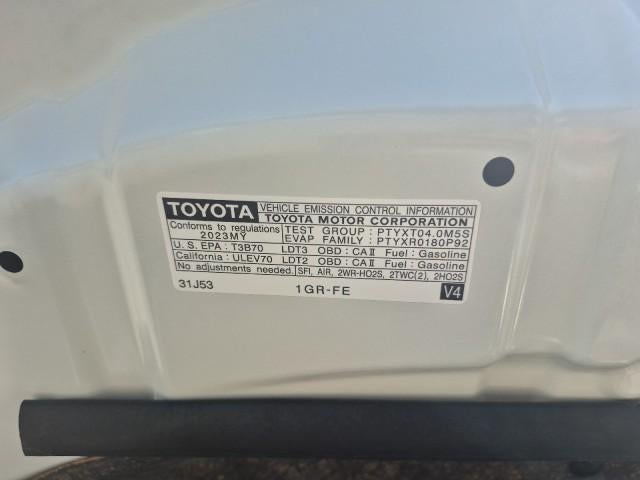 TOYOTA VEHICLE EMISSION CONTROL INFORMATION
TOYOTA MOTOR CORPORATION
Conforms to regulations
2023MY
TEST GROUP : PTYXT04.0M5S
EVAP FAMILY : PTYXR0180P92
U.S. EPA : T3B70 LDT3 OBD : CA II Fuel : Gasoline
California : ULEV70 LDT2 OBD : CA II Fuel : Gasoline
No adjustments needed. SFI, AIR, 2WR-HO2S, 2TWC(2), 2HO2S
31J53 1GR-FE V4